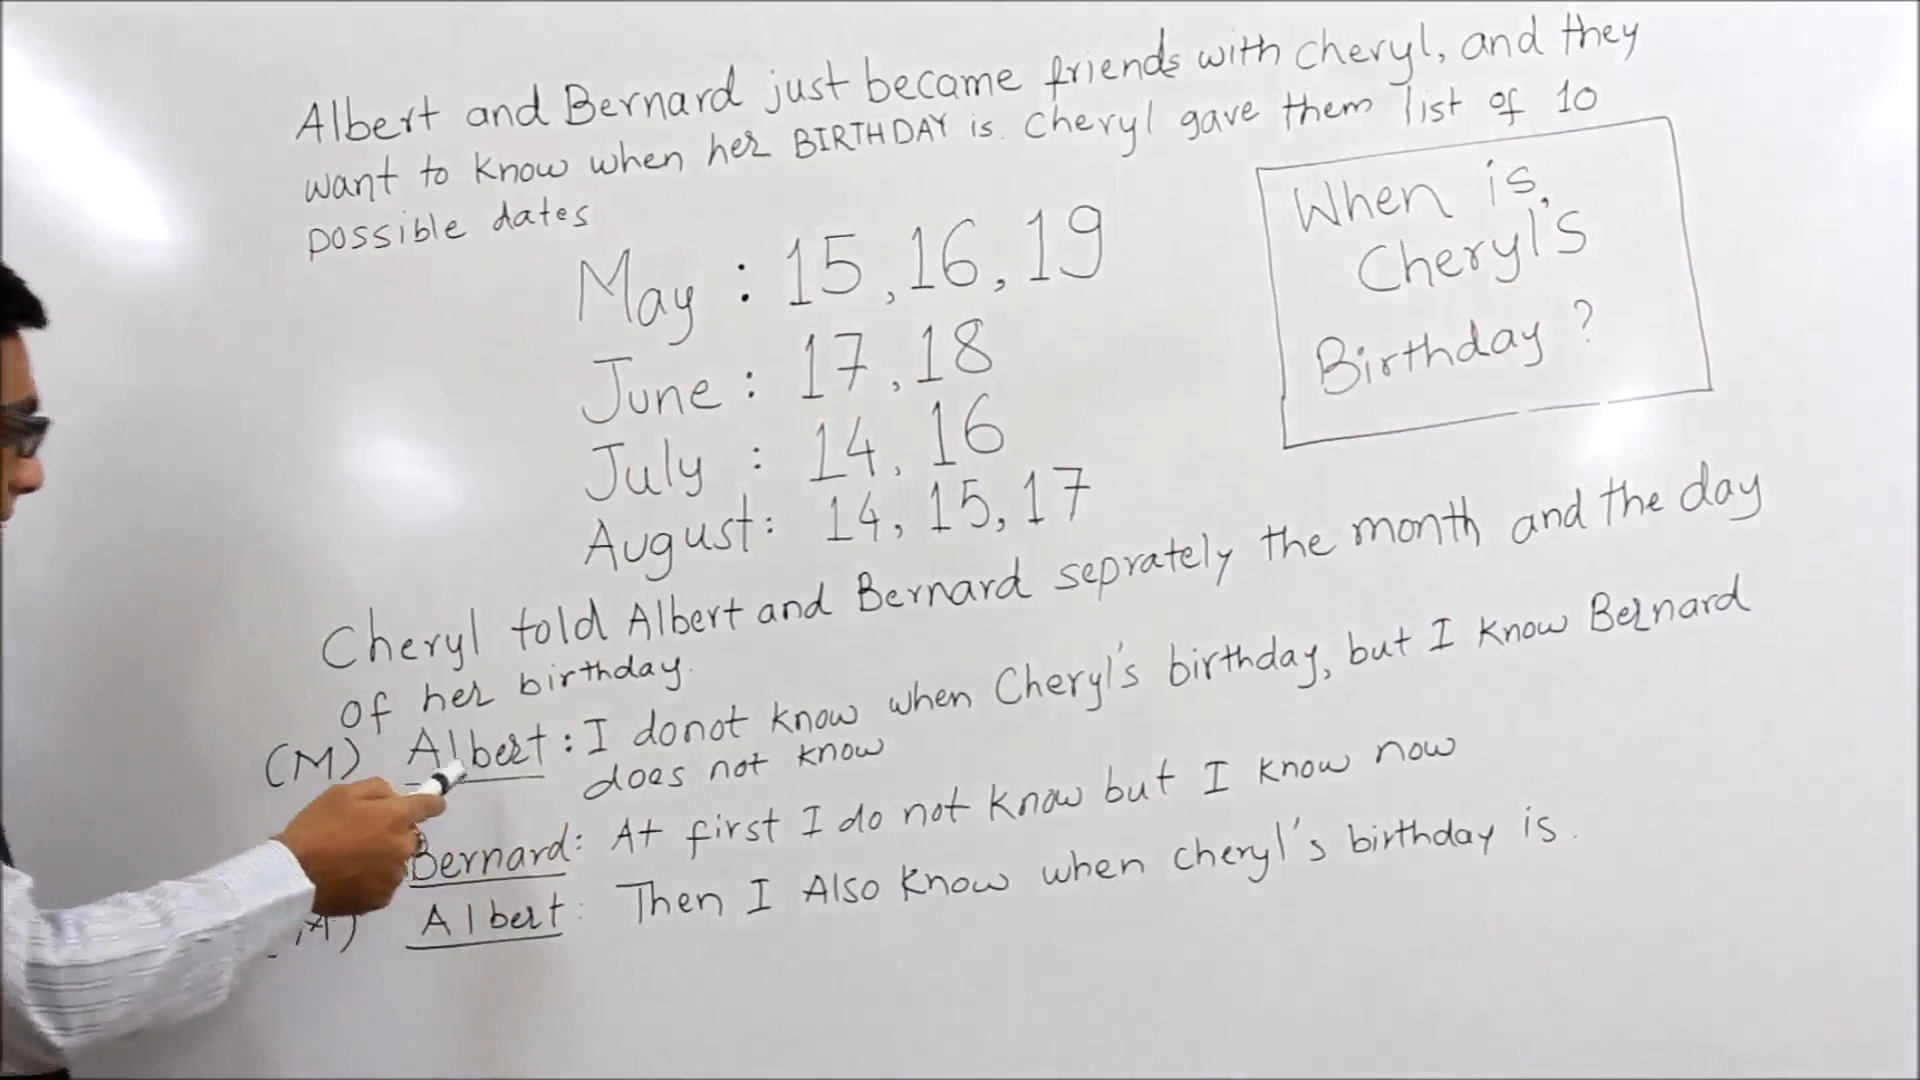 Albert and Bernard just became friends with Cheryl, and they
want to know when her BIRTHDAY is. Cheryl gave them list of 10
possible dates
When is,
Cheryl's
Birthday ?
May : 15, 16, 19
June : 17, 18
July : 14, 16
August: 14, 15, 17
Cheryl told Albert and Bernard seprately the month and the day
of her birthday.
(M) Albert : I donot know when Cheryl's birthday, but I know Bernard
does not know
Bernard: At first I do not know but I know now
Albert: Then I Also know when cheryl's birthday is.